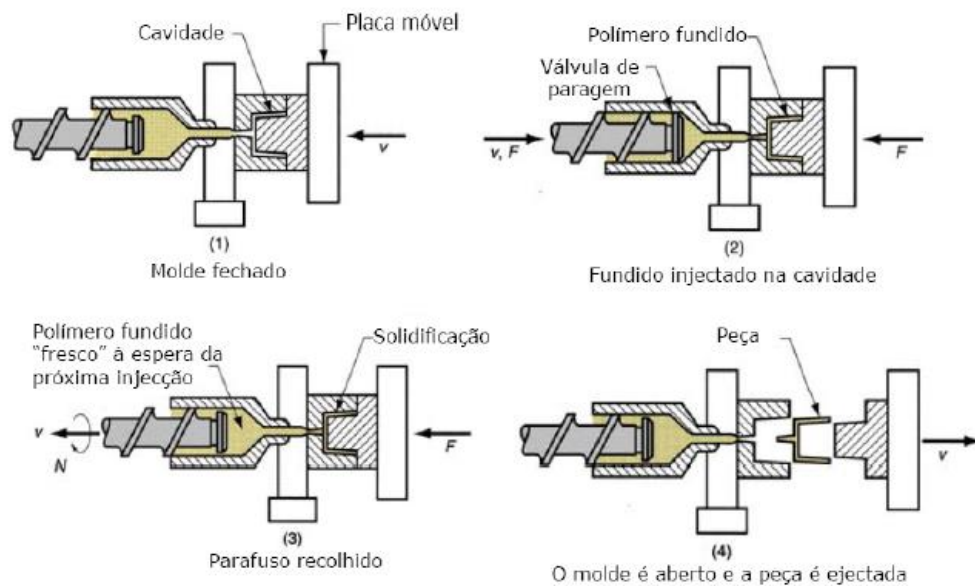 Cavidade
Placa móvel
v
(1)
Molde fechado
Polímero fundido
Válvula de
paragem
v, F
F
(2)
Fundido injectado na cavidade
Polímero fundido
"fresco" à espera da
próxima injecção
Solidificação
v
N
F
(3)
Parafuso recolhido
Peça
v
(4)
O molde é aberto e a peça é ejectada